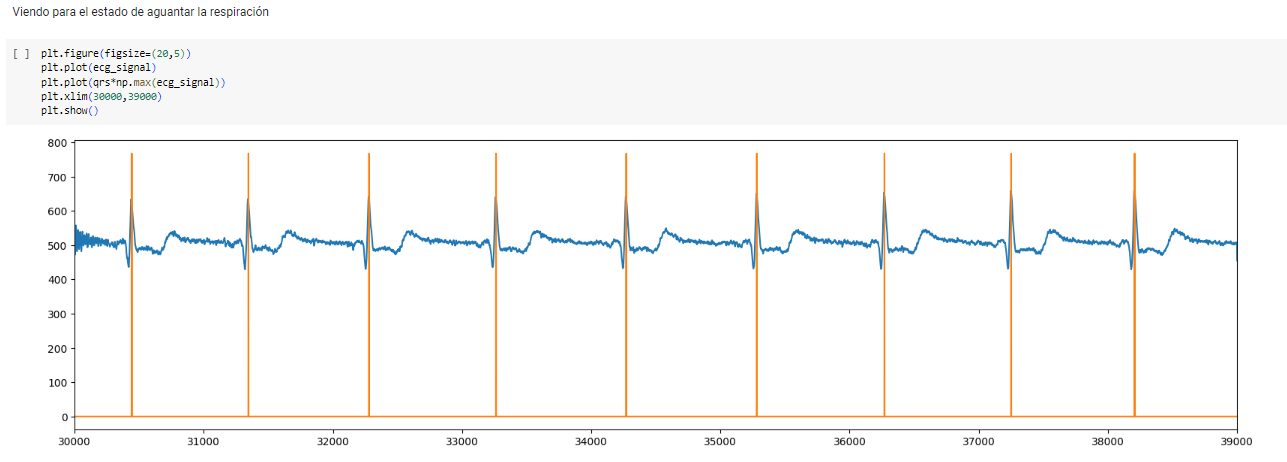 Viendo para el estado de aguantar la respiración
[ ] plt.figure(figsize=(20,5))
plt.plot(ecg_signal)
plt.plot(qrs*np.max(ecg_signal))
plt.xlim(30000,39000)
plt.show()
800
700
600
500
400
300
200
100
0
30000 31000 32000 33000 34000 35000 36000 37000 38000 39000